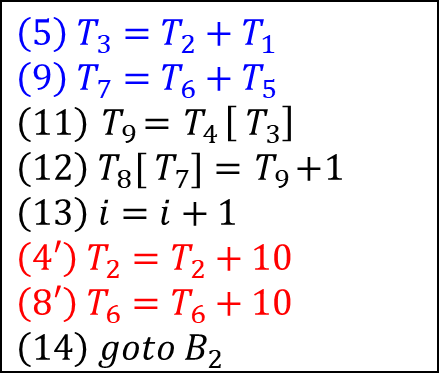 (5) T₃ = T₂ + T₁
(9) T₇ = T₆ + T₅
(11) T₉ = T₄ [ T₃]
(12) T₈[ T₇] = T₉ +1
(13) i = i + 1
(4′) T₂ = T₂ + 10
(8′) T₆ = T₆ + 10
(14) goto B₂